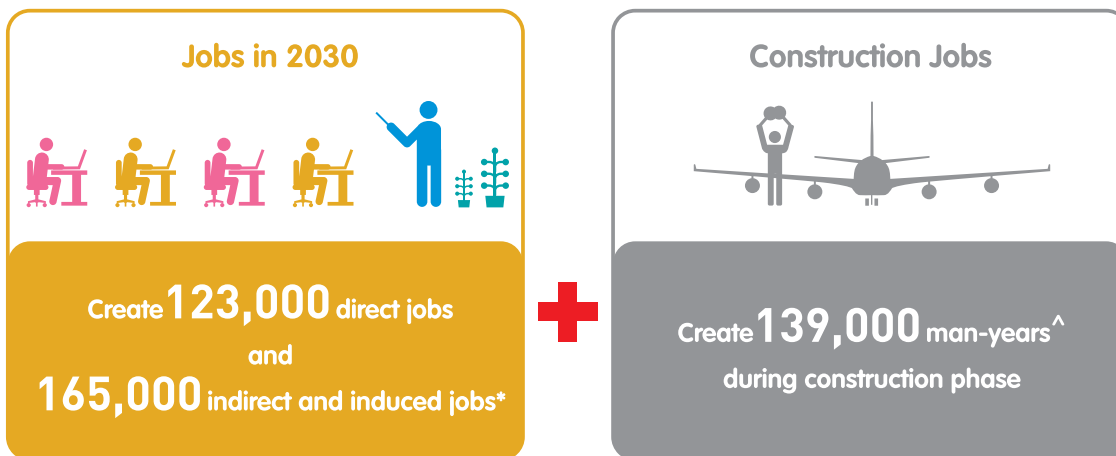 Jobs in 2030
Create 123,000 direct jobs
and
165,000 indirect and induced jobs*
Construction Jobs
Create 139,000 man-years^
during construction phase